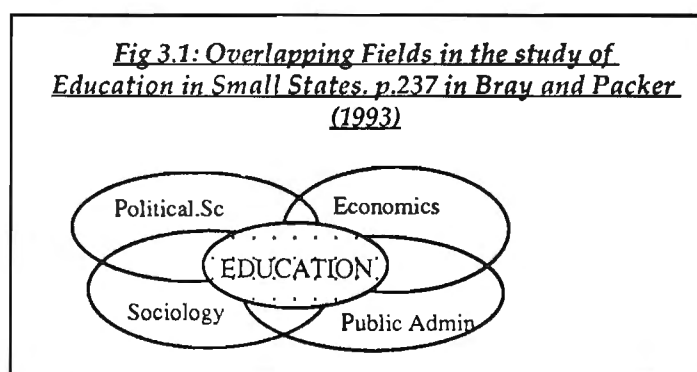 Fig 3.1: Overlapping Fields in the study of
Education in Small States. p.237 in Bray and Packer
(1993)
Political.Sc
Economics
EDUCATION
Sociology
Public Admin